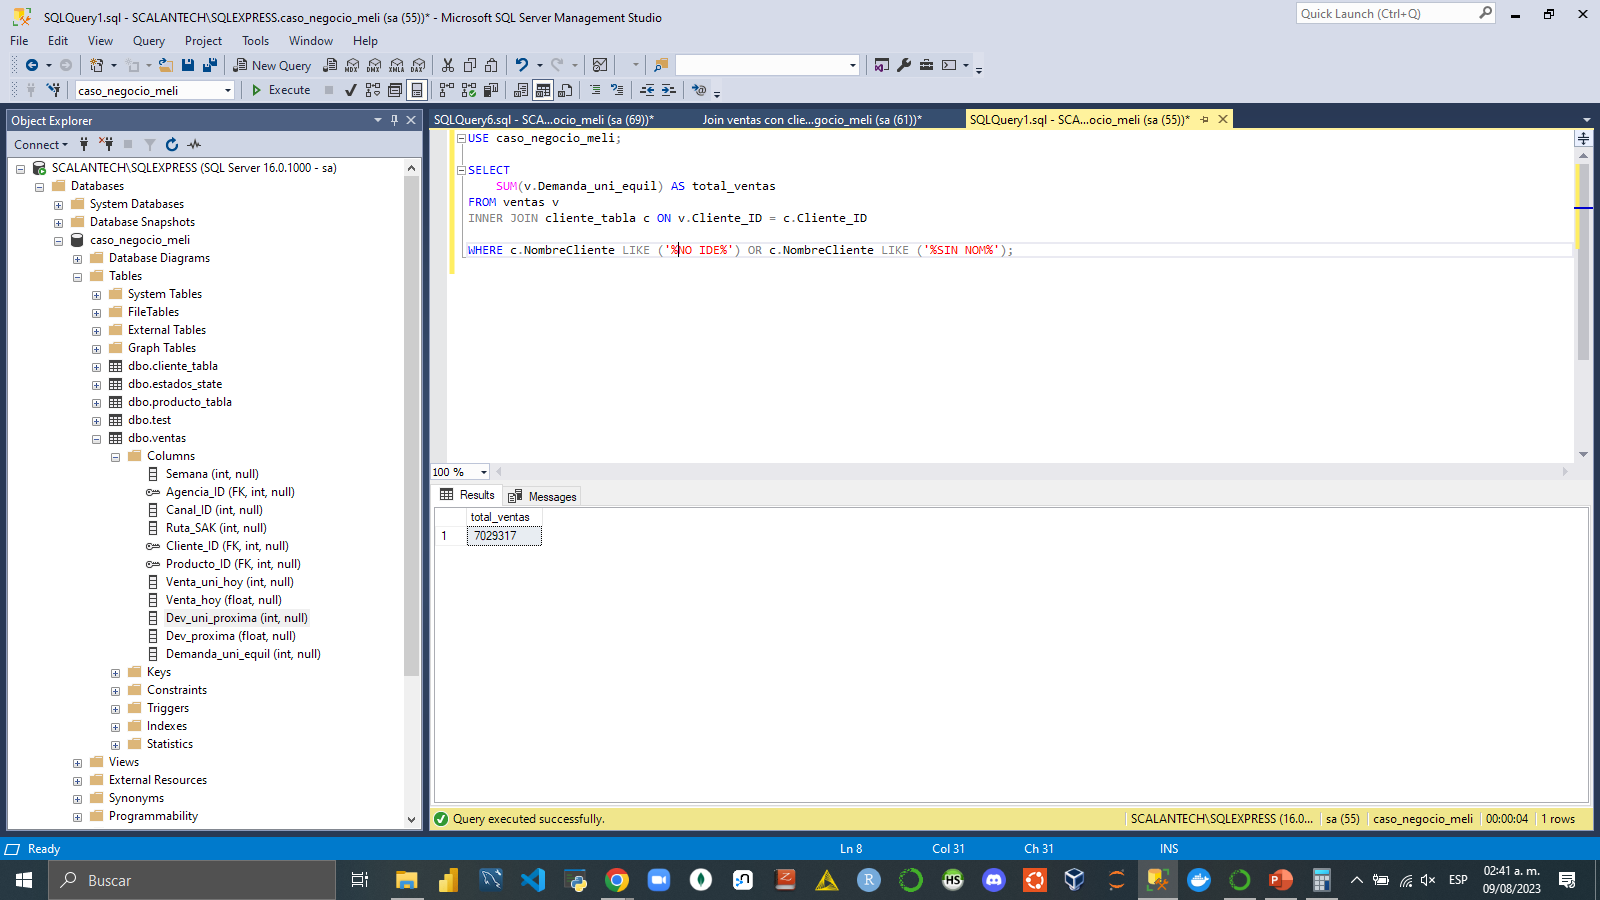 SQLQuery1.sql - SCALANTECH\SQLEXPRESS.caso_negocio_meli (sa (55))* - Microsoft SQL Server Management Studio
Quick Launch (Ctrl+Q)
File Edit View Query Project Tools Window Help
New Query MDX DMX XMLA DAX
caso_negocio_meli Execute
Object Explorer
Connect
SCALANTECH\SQLEXPRESS (SQL Server 16.0.1000 - sa)
Databases
System Databases
Database Snapshots
caso_negocio_meli
Database Diagrams
Tables
System Tables
FileTables
External Tables
Graph Tables
dbo.cliente_tabla
dbo.estados_state
dbo.producto_tabla
dbo.test
dbo.ventas
Columns
Semana (int, null)
Agencia_ID (FK, int, null)
Canal_ID (int, null)
Ruta_SAK (int, null)
Cliente_ID (FK, int, null)
Producto_ID (FK, int, null)
Venta_uni_hoy (int, null)
Venta_hoy (float, null)
Dev_uni_proxima (int, null)
Dev_proxima (float, null)
Demanda_uni_equil (int, null)
Keys
Constraints
Triggers
Indexes
Statistics
Views
External Resources
Synonyms
Programmability
SQLQuery6.sql - SCA...ocio_meli (sa (69))* Join ventas con clie...gocio_meli (sa (61))* SQLQuery1.sql - SCA...ocio_meli (sa (55))*
USE caso_negocio_meli;
SELECT
SUM(v.Demanda_uni_equil) AS total_ventas
FROM ventas v
INNER JOIN cliente_tabla c ON v.Cliente_ID = c.Cliente_ID
WHERE c.NombreCliente LIKE ('%NO IDE%') OR c.NombreCliente LIKE ('%SIN NOM%');
100 %
Results Messages
total_ventas
1 7029317
Query executed successfully. SCALANTECH\SQLEXPRESS (16.0... sa (55) caso_negocio_meli 00:00:04 1 rows
Ready Ln 8 Col 31 Ch 31 INS
Buscar
R HS P
ESP
02:41 a. m.
09/08/2023